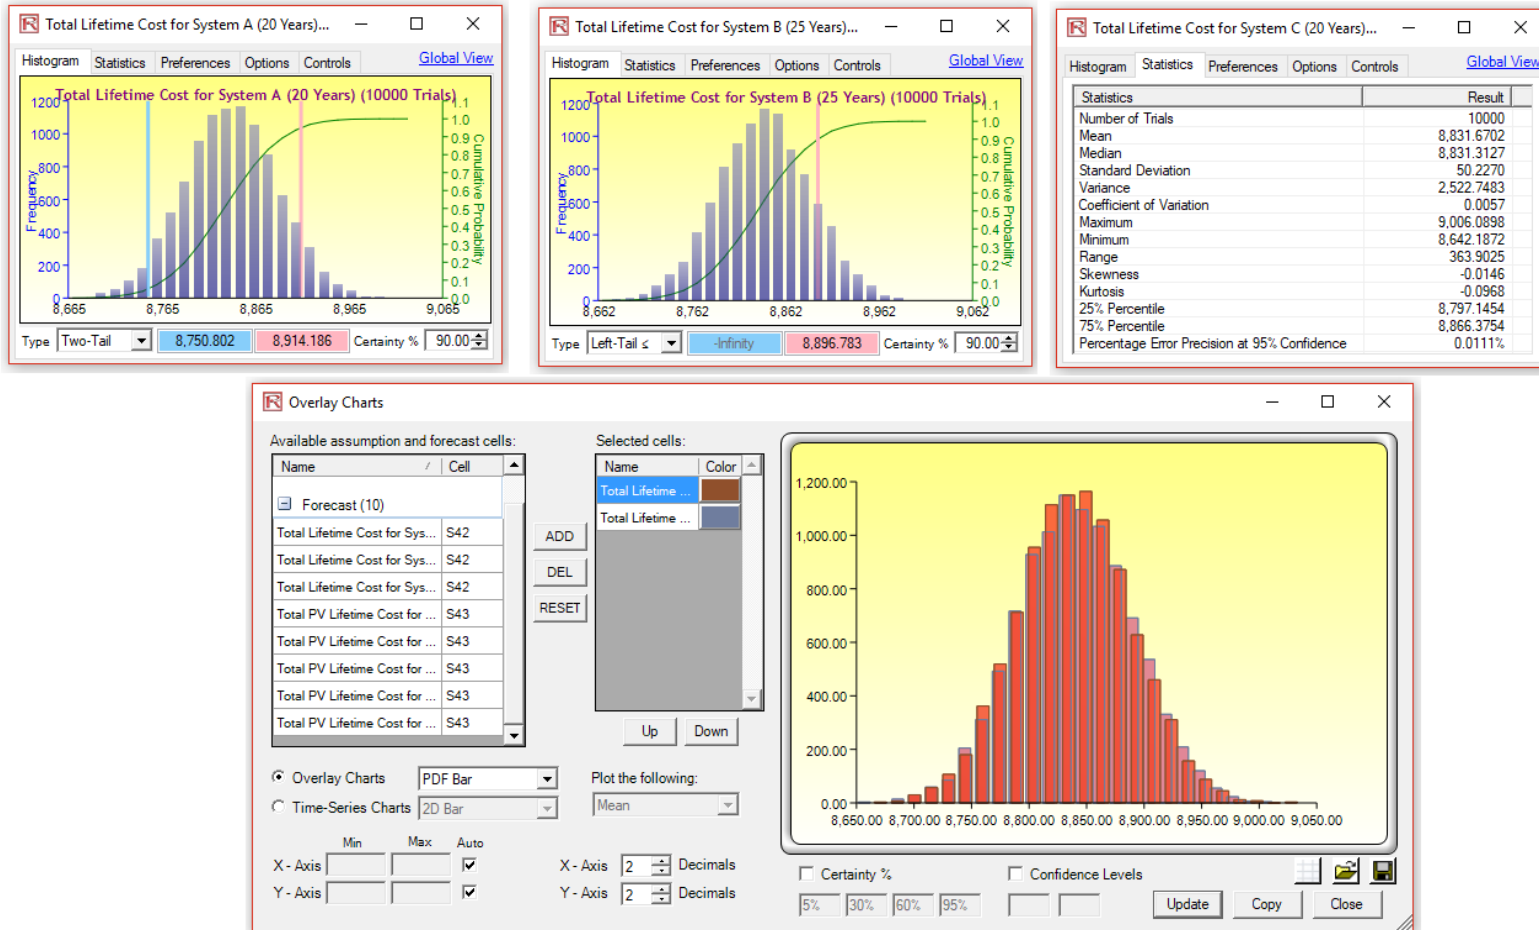 Total Lifetime Cost for System A (20 Years)...
Histogram Statistics Preferences Options Controls Global View
Total Lifetime Cost for System A (20 Years) (10000 Trials)
Frequency
1200
1000
800
600
400
200
0
8,665 8,765 8,865 8,965 9,065
1.1
1.0
0.9
0.8
0.7
0.6
0.5
0.4
0.3
0.2
0.1
0.0
Cumulative Probability
Type Two-Tail 8,750.802 8,914.186 Certainty % 90.00
Total Lifetime Cost for System B (25 Years)...
Histogram Statistics Preferences Options Controls Global View
Total Lifetime Cost for System B (25 Years) (10000 Trials)
Frequency
1200
1000
800
600
400
200
0
8,662 8,762 8,862 8,962 9,062
1.1
1.0
0.9
0.8
0.7
0.6
0.5
0.4
0.3
0.2
0.1
0.0
Cumulative Probability
Type Left-Tail ≤ -Infinity 8,896.783 Certainty % 90.00
Total Lifetime Cost for System C (20 Years)...
Histogram Statistics Preferences Options Controls Global View
Statistics Result
Number of Trials 10000
Mean 8,831.6702
Median 8,831.3127
Standard Deviation 50.2270
Variance 2,522.7483
Coefficient of Variation 0.0057
Maximum 9,006.0898
Minimum 8,642.1872
Range 363.9025
Skewness -0.0146
Kurtosis -0.0968
25% Percentile 8,797.1454
75% Percentile 8,866.3754
Percentage Error Precision at 95% Confidence 0.0111%
Overlay Charts
Available assumption and forecast cells:
Name / Cell
Forecast (10)
Total Lifetime Cost for Sys... S42
Total Lifetime Cost for Sys... S42
Total Lifetime Cost for Sys... S42
Total PV Lifetime Cost for ... S43
Total PV Lifetime Cost for ... S43
Total PV Lifetime Cost for ... S43
Total PV Lifetime Cost for ... S43
Total PV Lifetime Cost for ... S43
ADD
DEL
RESET
Selected cells:
Name Color
Total Lifetime ...
Total Lifetime ...
Up Down
Overlay Charts PDF Bar
Time-Series Charts 2D Bar
Plot the following:
Mean
Min Max Auto
X - Axis
Y - Axis
X - Axis 2 Decimals
Y - Axis 2 Decimals
1,200.00
1,000.00
800.00
600.00
400.00
200.00
0.00
8,650.00 8,700.00 8,750.00 8,800.00 8,850.00 8,900.00 8,950.00 9,000.00 9,050.00
Certainty % Confidence Levels
5% 30% 60% 95%
Update Copy Close